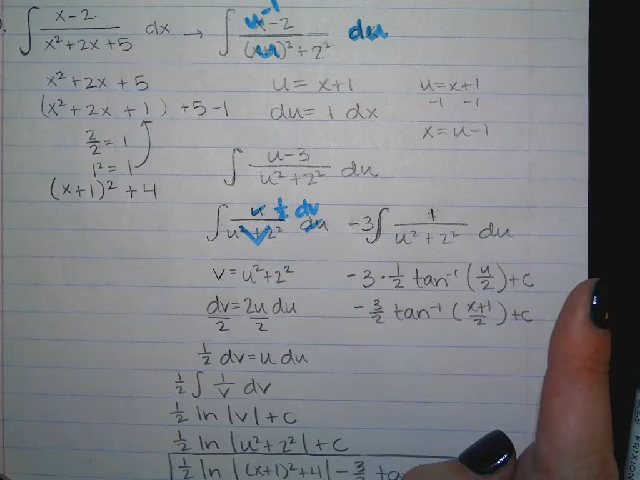 ∫ (x-2)/(x²+2x+5) dx → ∫ (u-1-2)/((u)²+2²) du
x²+2x+5
u = x+1
u=x+1
(x²+2x+1)+5-1
du = 1 dx
-1 -1
x=u-1
2/2=1
1²=1
(x+1)²+4
∫ (u-3)/(u²+2²) du
∫ u/(u²+2²) du 1/2 dv v -3∫ 1/(u²+2²) du
v=u²+2²
-3·1/2 tan⁻¹(u/2)+c
dv/2=2u du/2
-3/2 tan⁻¹((x+1)/2)+c
1/2 dv=u du
1/2 ∫ 1/v dv
1/2 ln|v|+c
1/2 ln|u²+2²|+c
1/2 ln|(x+1)²+4|-3/2